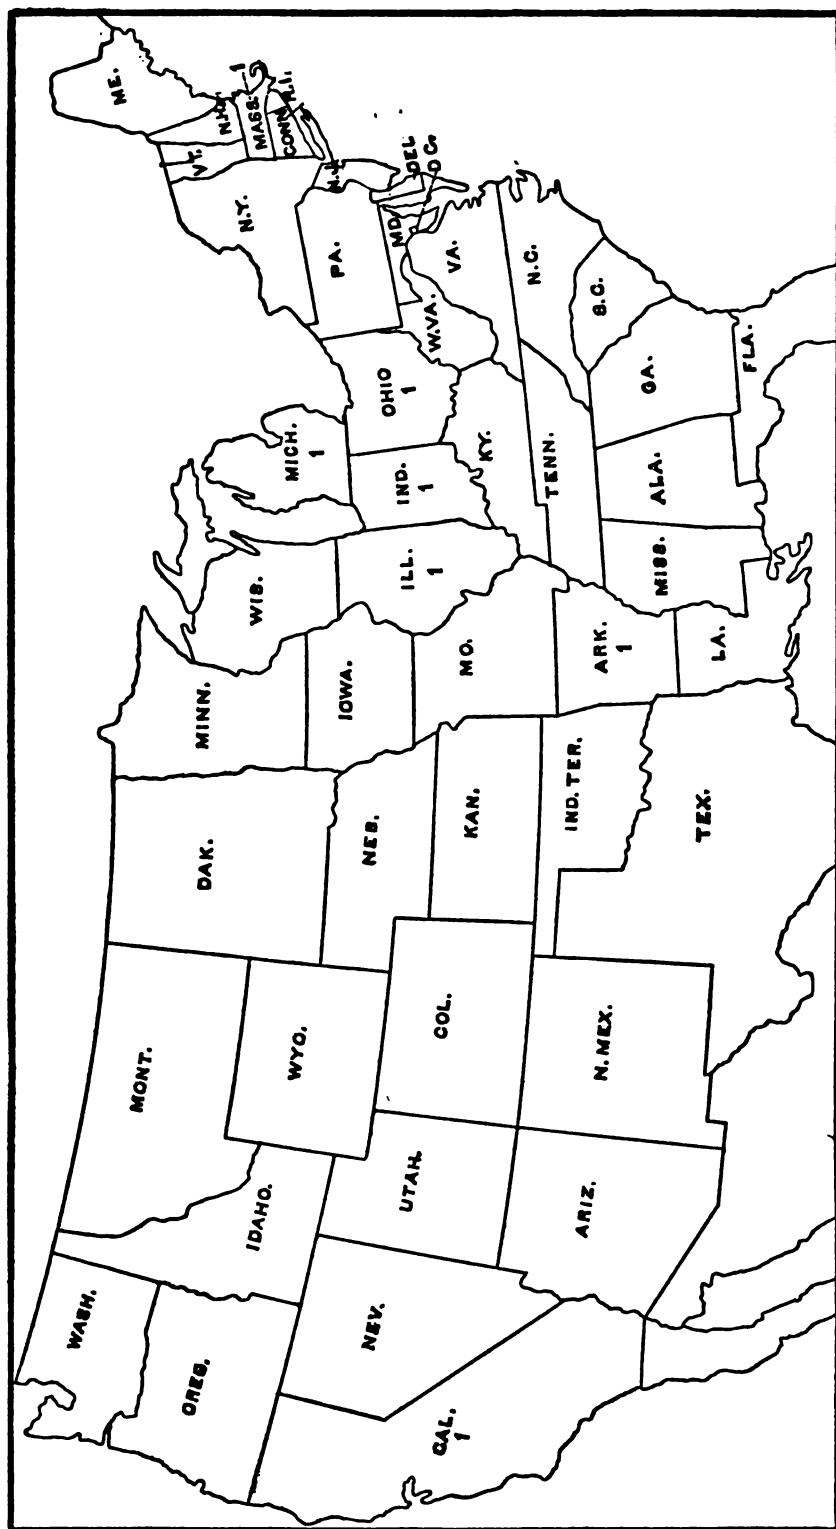 WASH.
OREG.
CAL.
1
NEV.
IDAHO.
MONT.
WYO.
UTAH.
ARIZ.
COL.
N.MEX.
DAK.
NEB.
KAN.
IND.TER.
TEX.
MINN.
IOWA.
MO.
ARK.
1
LA.
WIS.
ILL.
1
MICH.
1
IND.
1
OHIO
1
KY.
TENN.
MISS.
ALA.
GA.
FLA.
S.C.
N.C.
VA.
W.VA.
MD.
D C.
DEL
PA.
N.J.
N.Y.
VT.
N.H.
MASS.
1
CONN.
R.I.
ME.